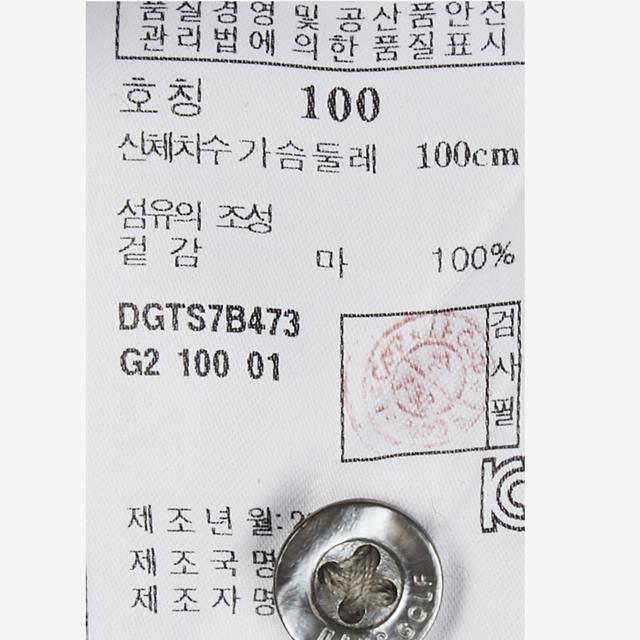 품질경영 및 공산품안전
관리법에 의한 품질표시
호칭 100
신체치수 가슴둘레 100cm
섬유의 조성
겉감 마 100%
DGTS7B473
G2 100 01
검사필
제조년월:
제조국명
제조자명
GOLF